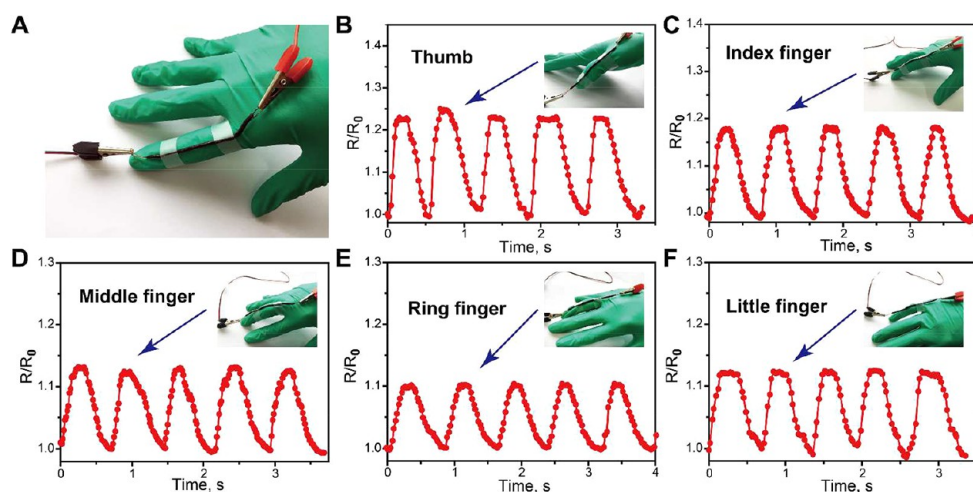 A
B
1.4
1.3
1.2
1.1
1.0
R/R0
Thumb
0 1 2 3
Time, s
C
1.4
1.3
1.2
1.1
1.0
R/R0
Index finger
0 1 2 3
Time, s
D
1.3
1.2
1.1
1.0
R/R0
Middle finger
0 1 2 3
Time, s
E
1.3
1.2
1.1
1.0
R/R0
Ring finger
0 1 2 3 4
Time, s
F
1.3
1.2
1.1
1.0
R/R0
Little finger
0 1 2 3
Time, s